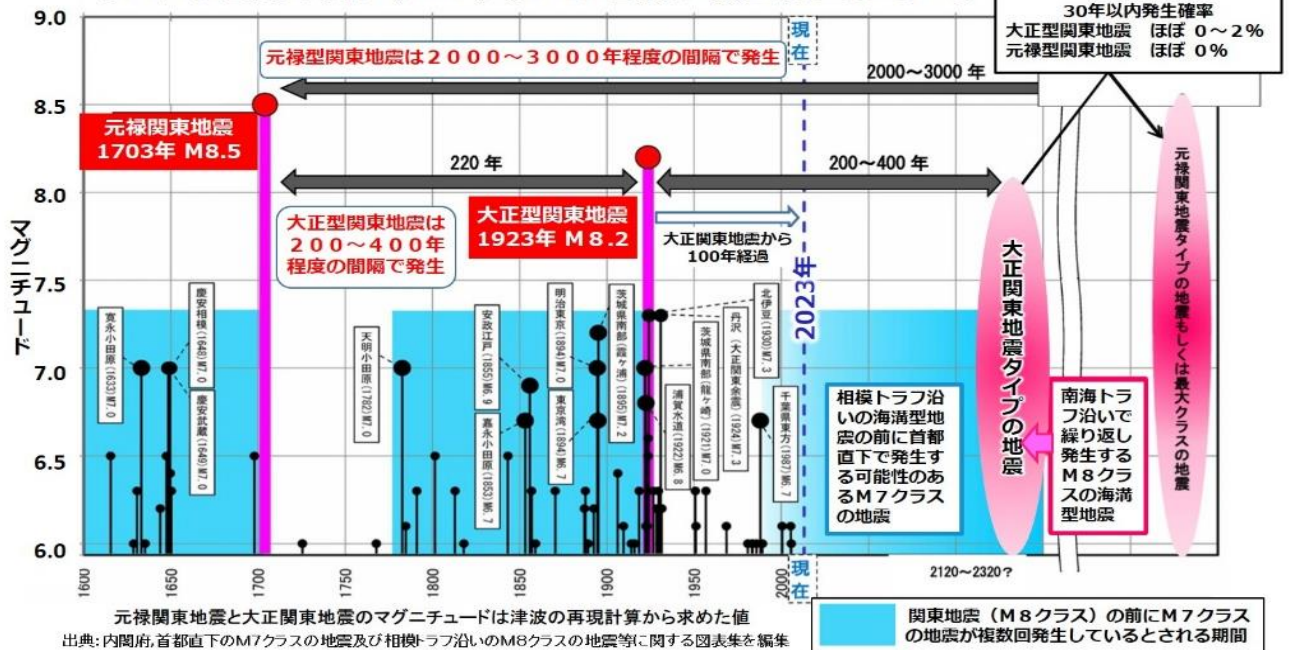 30年以内発生確率
大正型関東地震 ほぼ 0~2%
元禄型関東地震 ほぼ 0%
9.0
8.5
8.0
7.5
7.0
6.5
6.0
マグニチュード
現在
元禄型関東地震は2000~3000年程度の間隔で発生
2000~3000 年
元禄関東地震
1703年 M8.5
220 年
200~400 年
大正型関東地震は
200~400年
程度の間隔で発生
大正型関東地震
1923年 M8.2
大正関東地震から
100年経過
2023年
寛永小田原(1633)M7.0
慶安相模(1648)M7.0
慶安武蔵(1649)M7.0
天明小田原(1782)M7.0
嘉永小田原(1853)M6.7
安政江戸(1855)M6.9
明治東京(1894)M7.0
東京湾(1894)M6.7
茨城県南部(霞ヶ浦)(1895)M7.2
茨城県南部(龍ヶ崎)(1921)M7.0
浦賀水道(1922)M6.8
丹沢(大正関東余震)(1924)M7.3
北伊豆(1930)M7.3
千葉県東方(1987)M6.7
相模トラフ沿
いの海溝型地
震の前に首都
直下で発生す
る可能性のあ
るM7クラス
の地震
大正関東地震タイプの地震
南海トラ
フ沿いで
繰り返し
発生する
M8クラ
スの海溝
型地震
元禄関東地震タイプの地震もしくは最大クラスの地震
1600
1650
1700
1750
1800
1850
1900
1950
2000
現在
2120~2320?
元禄関東地震と大正関東地震のマグニチュードは津波の再現計算から求めた値
出典:内閣府,首都直下のM7クラスの地震及び相模トラフ沿いのM8クラスの地震等に関する図表集を編集
関東地震(M8クラス)の前にM7クラス
の地震が複数回発生しているとされる期間